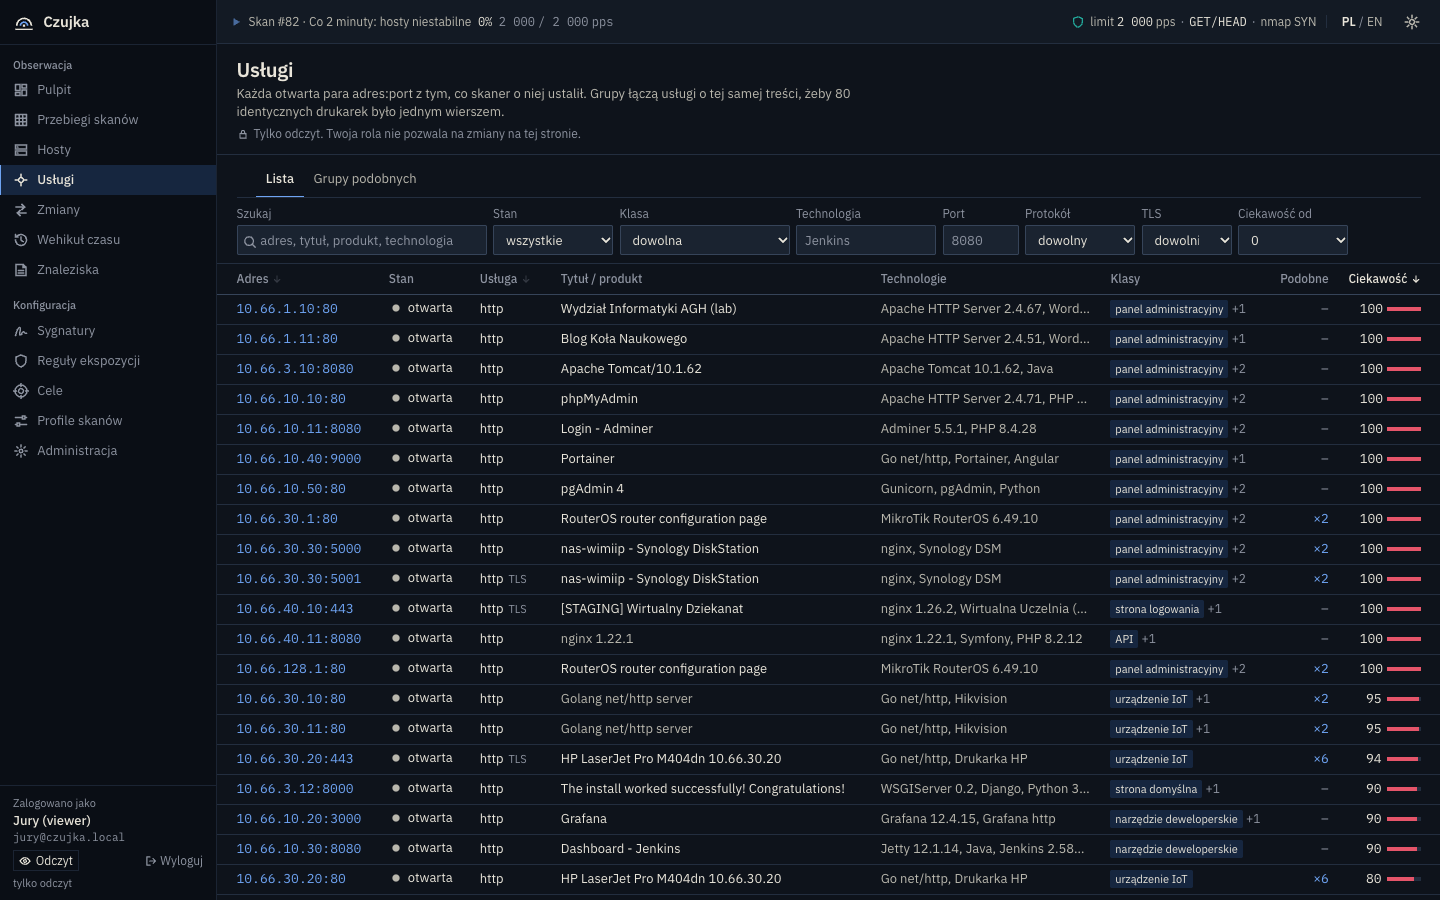 Czujka
Skan #82 · Co 2 minuty: hosty niestabilne 0% 2 000 / 2 000 pps
limit 2 000 pps · GET/HEAD · nmap SYN
PL / EN
Obserwacja
Pulpit
Przebiegi skanów
Hosty
Usługi
Zmiany
Wehikuł czasu
Znaleziska
Konfiguracja
Sygnatury
Reguły ekspozycji
Cele
Profile skanów
Administracja
Zalogowano jako
Jury (viewer)
jury@czujka.local
Odczyt
Wyloguj
tylko odczyt
Usługi
Każda otwarta para adres:port z tym, co skaner o niej ustalił. Grupy łączą usługi o tej samej treści, żeby 80
identycznych drukarek było jednym wierszem.
Tylko odczyt. Twoja rola nie pozwala na zmiany na tej stronie.
Lista Grupy podobnych
Szukaj Stan Klasa Technologia Port Protokół TLS Ciekawość od
adres, tytuł, produkt, technologia wszystkie dowolna Jenkins 8080 dowolny dowolni 0
Adres ↓ Stan Usługa ↓ Tytuł / produkt Technologie Klasy Podobne Ciekawość ↓
10.66.1.10:80 otwarta http Wydział Informatyki AGH (lab) Apache HTTP Server 2.4.67, Word… panel administracyjny +1 – 100
10.66.1.11:80 otwarta http Blog Koła Naukowego Apache HTTP Server 2.4.51, Word… panel administracyjny +1 – 100
10.66.3.10:8080 otwarta http Apache Tomcat/10.1.62 Apache Tomcat 10.1.62, Java panel administracyjny +2 – 100
10.66.10.10:80 otwarta http phpMyAdmin Apache HTTP Server 2.4.71, PHP … panel administracyjny +2 – 100
10.66.10.11:8080 otwarta http Login - Adminer Adminer 5.5.1, PHP 8.4.28 panel administracyjny +2 – 100
10.66.10.40:9000 otwarta http Portainer Go net/http, Portainer, Angular panel administracyjny +1 – 100
10.66.10.50:80 otwarta http pgAdmin 4 Gunicorn, pgAdmin, Python panel administracyjny +2 – 100
10.66.30.1:80 otwarta http RouterOS router configuration page MikroTik RouterOS 6.49.10 panel administracyjny +2 ×2 100
10.66.30.30:5000 otwarta http nas-wimiip - Synology DiskStation nginx, Synology DSM panel administracyjny +2 ×2 100
10.66.30.30:5001 otwarta http TLS nas-wimiip - Synology DiskStation nginx, Synology DSM panel administracyjny +2 ×2 100
10.66.40.10:443 otwarta http TLS [STAGING] Wirtualny Dziekanat nginx 1.26.2, Wirtualna Uczelnia (… strona logowania +1 – 100
10.66.40.11:8080 otwarta http nginx 1.22.1 nginx 1.22.1, Symfony, PHP 8.2.12 API +1 – 100
10.66.128.1:80 otwarta http RouterOS router configuration page MikroTik RouterOS 6.49.10 panel administracyjny +2 ×2 100
10.66.30.10:80 otwarta http Golang net/http server Go net/http, Hikvision urządzenie IoT +1 ×2 95
10.66.30.11:80 otwarta http Golang net/http server Go net/http, Hikvision urządzenie IoT +1 ×2 95
10.66.30.20:443 otwarta http TLS HP LaserJet Pro M404dn 10.66.30.20 Go net/http, Drukarka HP urządzenie IoT ×6 94
10.66.3.12:8000 otwarta http The install worked successfully! Congratulations! WSGIServer 0.2, Django, Python 3… strona domyślna +1 – 90
10.66.10.20:3000 otwarta http Grafana Grafana 12.4.15, Grafana http narzędzie deweloperskie +1 – 90
10.66.10.30:8080 otwarta http Dashboard - Jenkins Jetty 12.1.14, Java, Jenkins 2.58… narzędzie deweloperskie – 90
10.66.30.20:80 otwarta http HP LaserJet Pro M404dn 10.66.30.20 Go net/http, Drukarka HP urządzenie IoT ×6 80